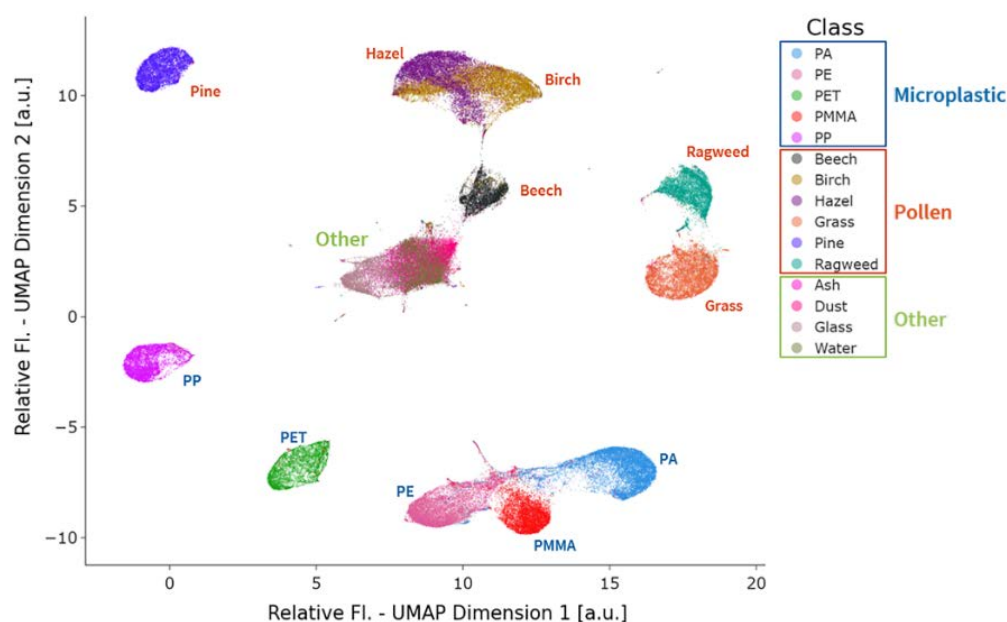 Class
PA
PE
PET
PMMA
PP
Microplastic
Beech
Birch
Hazel
Grass
Pine
Ragweed
Pollen
Ash
Dust
Glass
Water
Other
Hazel
Birch
Pine
Ragweed
Beech
Other
Grass
PP
PET
PE
PA
PMMA
10
5
0
−5
−10
0
5
10
15
20
Relative Fl. - UMAP Dimension 2 [a.u.]
Relative Fl. - UMAP Dimension 1 [a.u.]